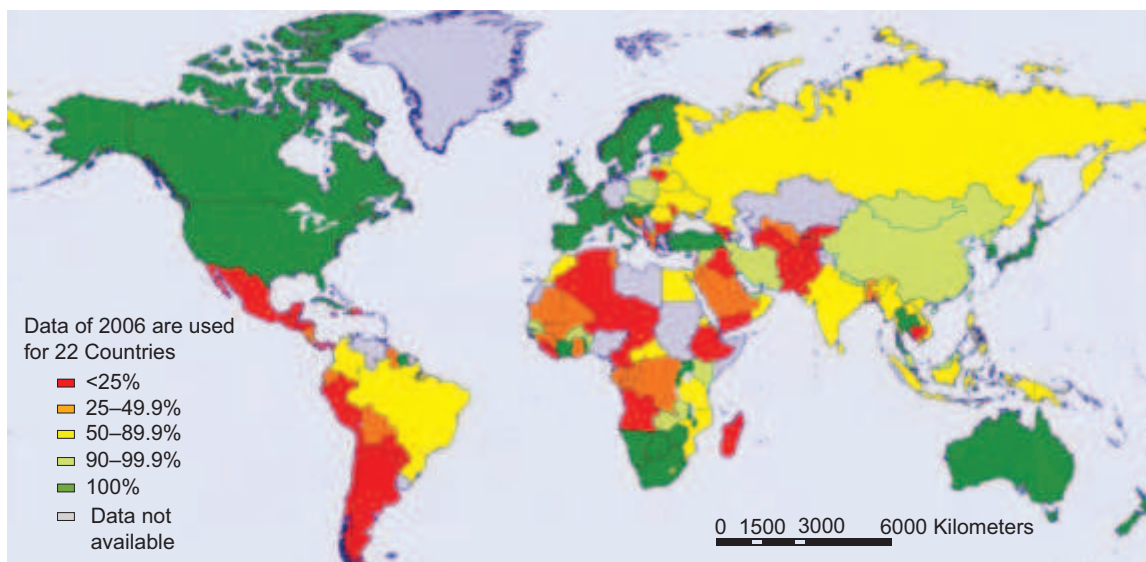 Data of 2006 are used
for 22 Countries
<25%
25–49.9%
50–89.9%
90–99.9%
100%
Data not
available
0 1500 3000 6000 Kilometers